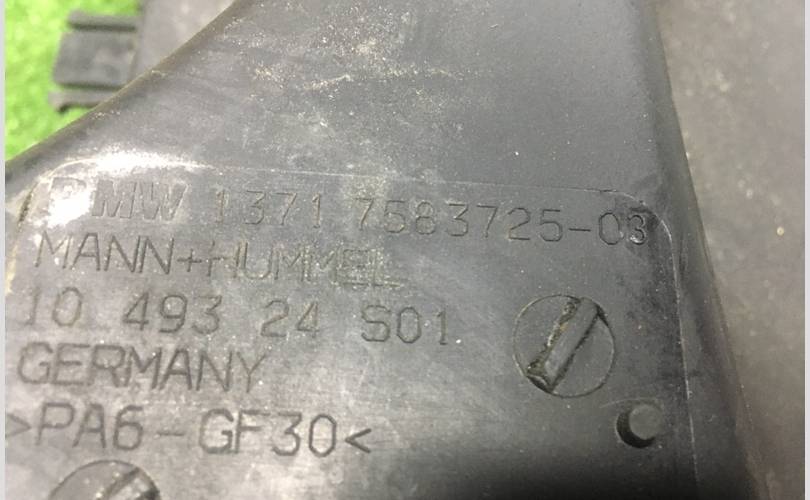 BMW 1371 7583725-03
MANN+HUMMEL
10 493 24 S01
GERMANY
>PA6-GF30<